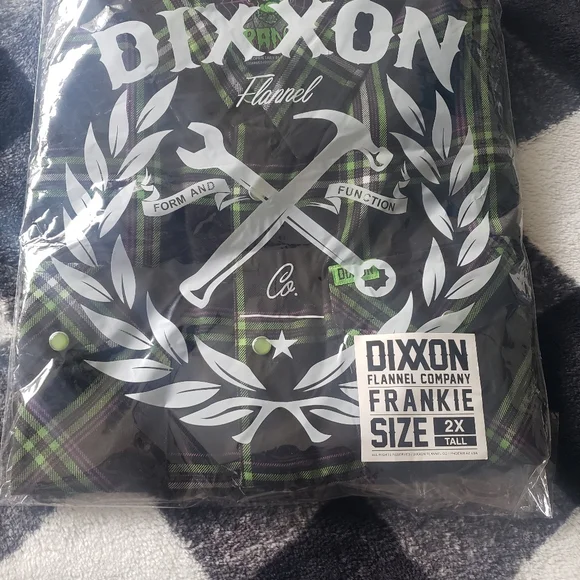 DIXXON
Flannel
FORM AND
FUNCTION
Co.
DIXXON
FLANNEL COMPANY
FRANKIE
SIZE 2X
TALL